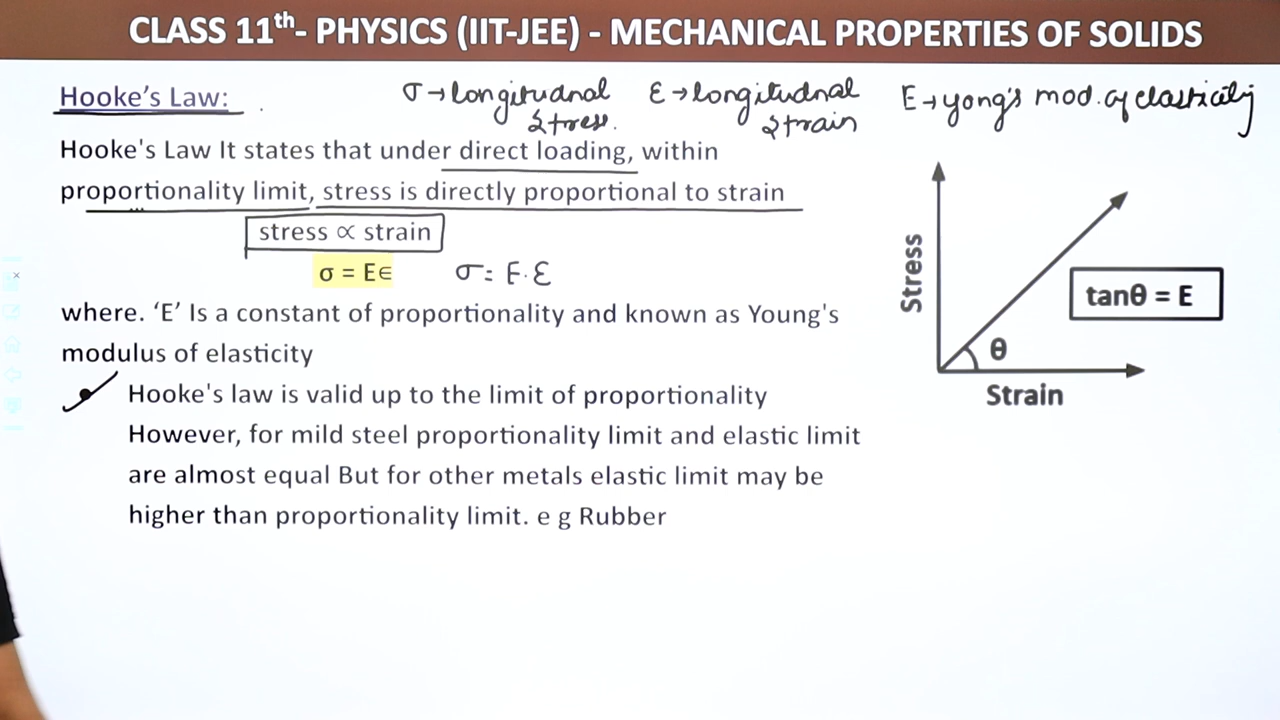 CLASS 11th- PHYSICS (IIT-JEE) - MECHANICAL PROPERTIES OF SOLIDS
Hooke's Law:
σ→longitudnal stress.
ε→longitudnal strain
E→yong's mod. of elasticity
Hooke's Law It states that under direct loading, within
proportionality limit, stress is directly proportional to strain
stress ∝ strain
σ = E∈
σ = E·ε
where. 'E' Is a constant of proportionality and known as Young's
modulus of elasticity
Hooke's law is valid up to the limit of proportionality
However, for mild steel proportionality limit and elastic limit
are almost equal But for other metals elastic limit may be
higher than proportionality limit. e g Rubber
Stress
tanθ = E
θ
Strain